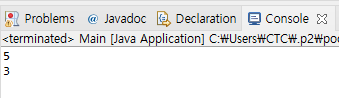 Problems @ Javadoc Declaration Console
<terminated> Main [Java Application] C:₩Users₩CTC₩.p2₩poo
5
3